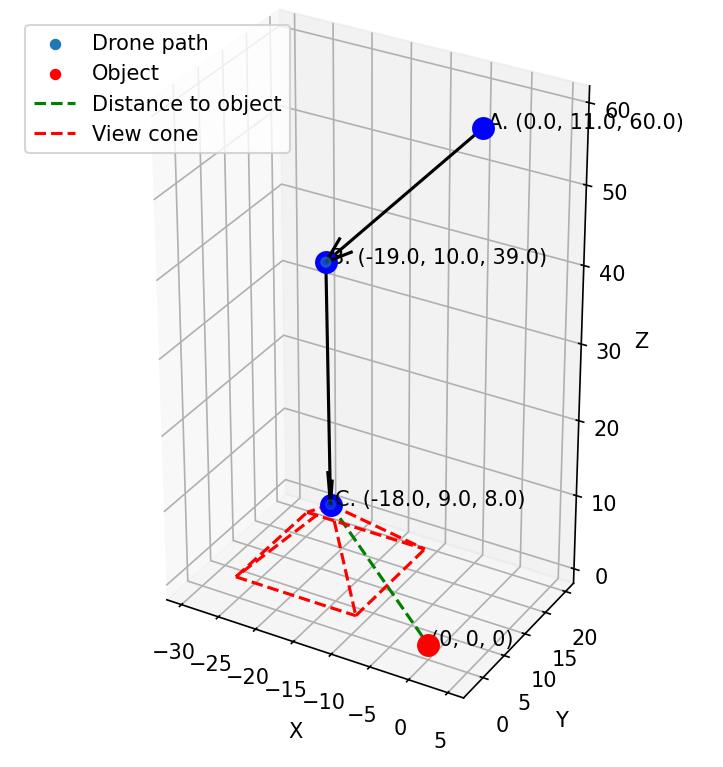 Drone path
Object
Distance to object
View cone
A. (0.0, 11.0, 60.0)
B. (-19.0, 10.0, 39.0)
C. (-18.0, 9.0, 8.0)
(0, 0, 0)
60
50
40
30
20
10
0
Z
−30
−25
−20
−15
−10
−5
0
5
X
0
5
10
15
20
Y